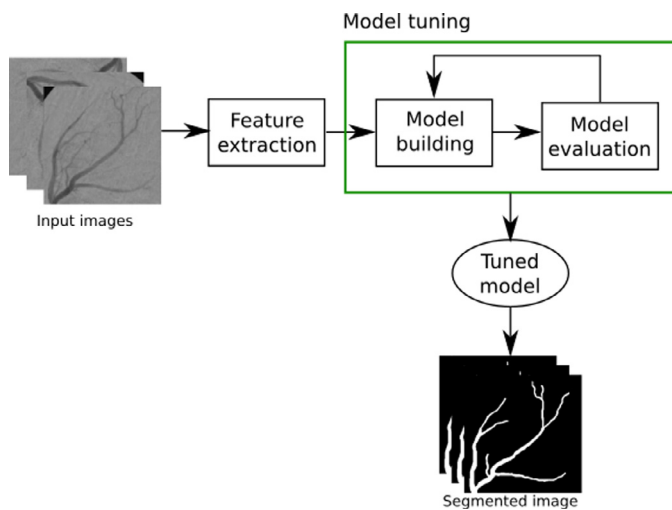 Model tuning
Feature
extraction
Model
building
Model
evaluation
Input images
Tuned
model
Segmented image